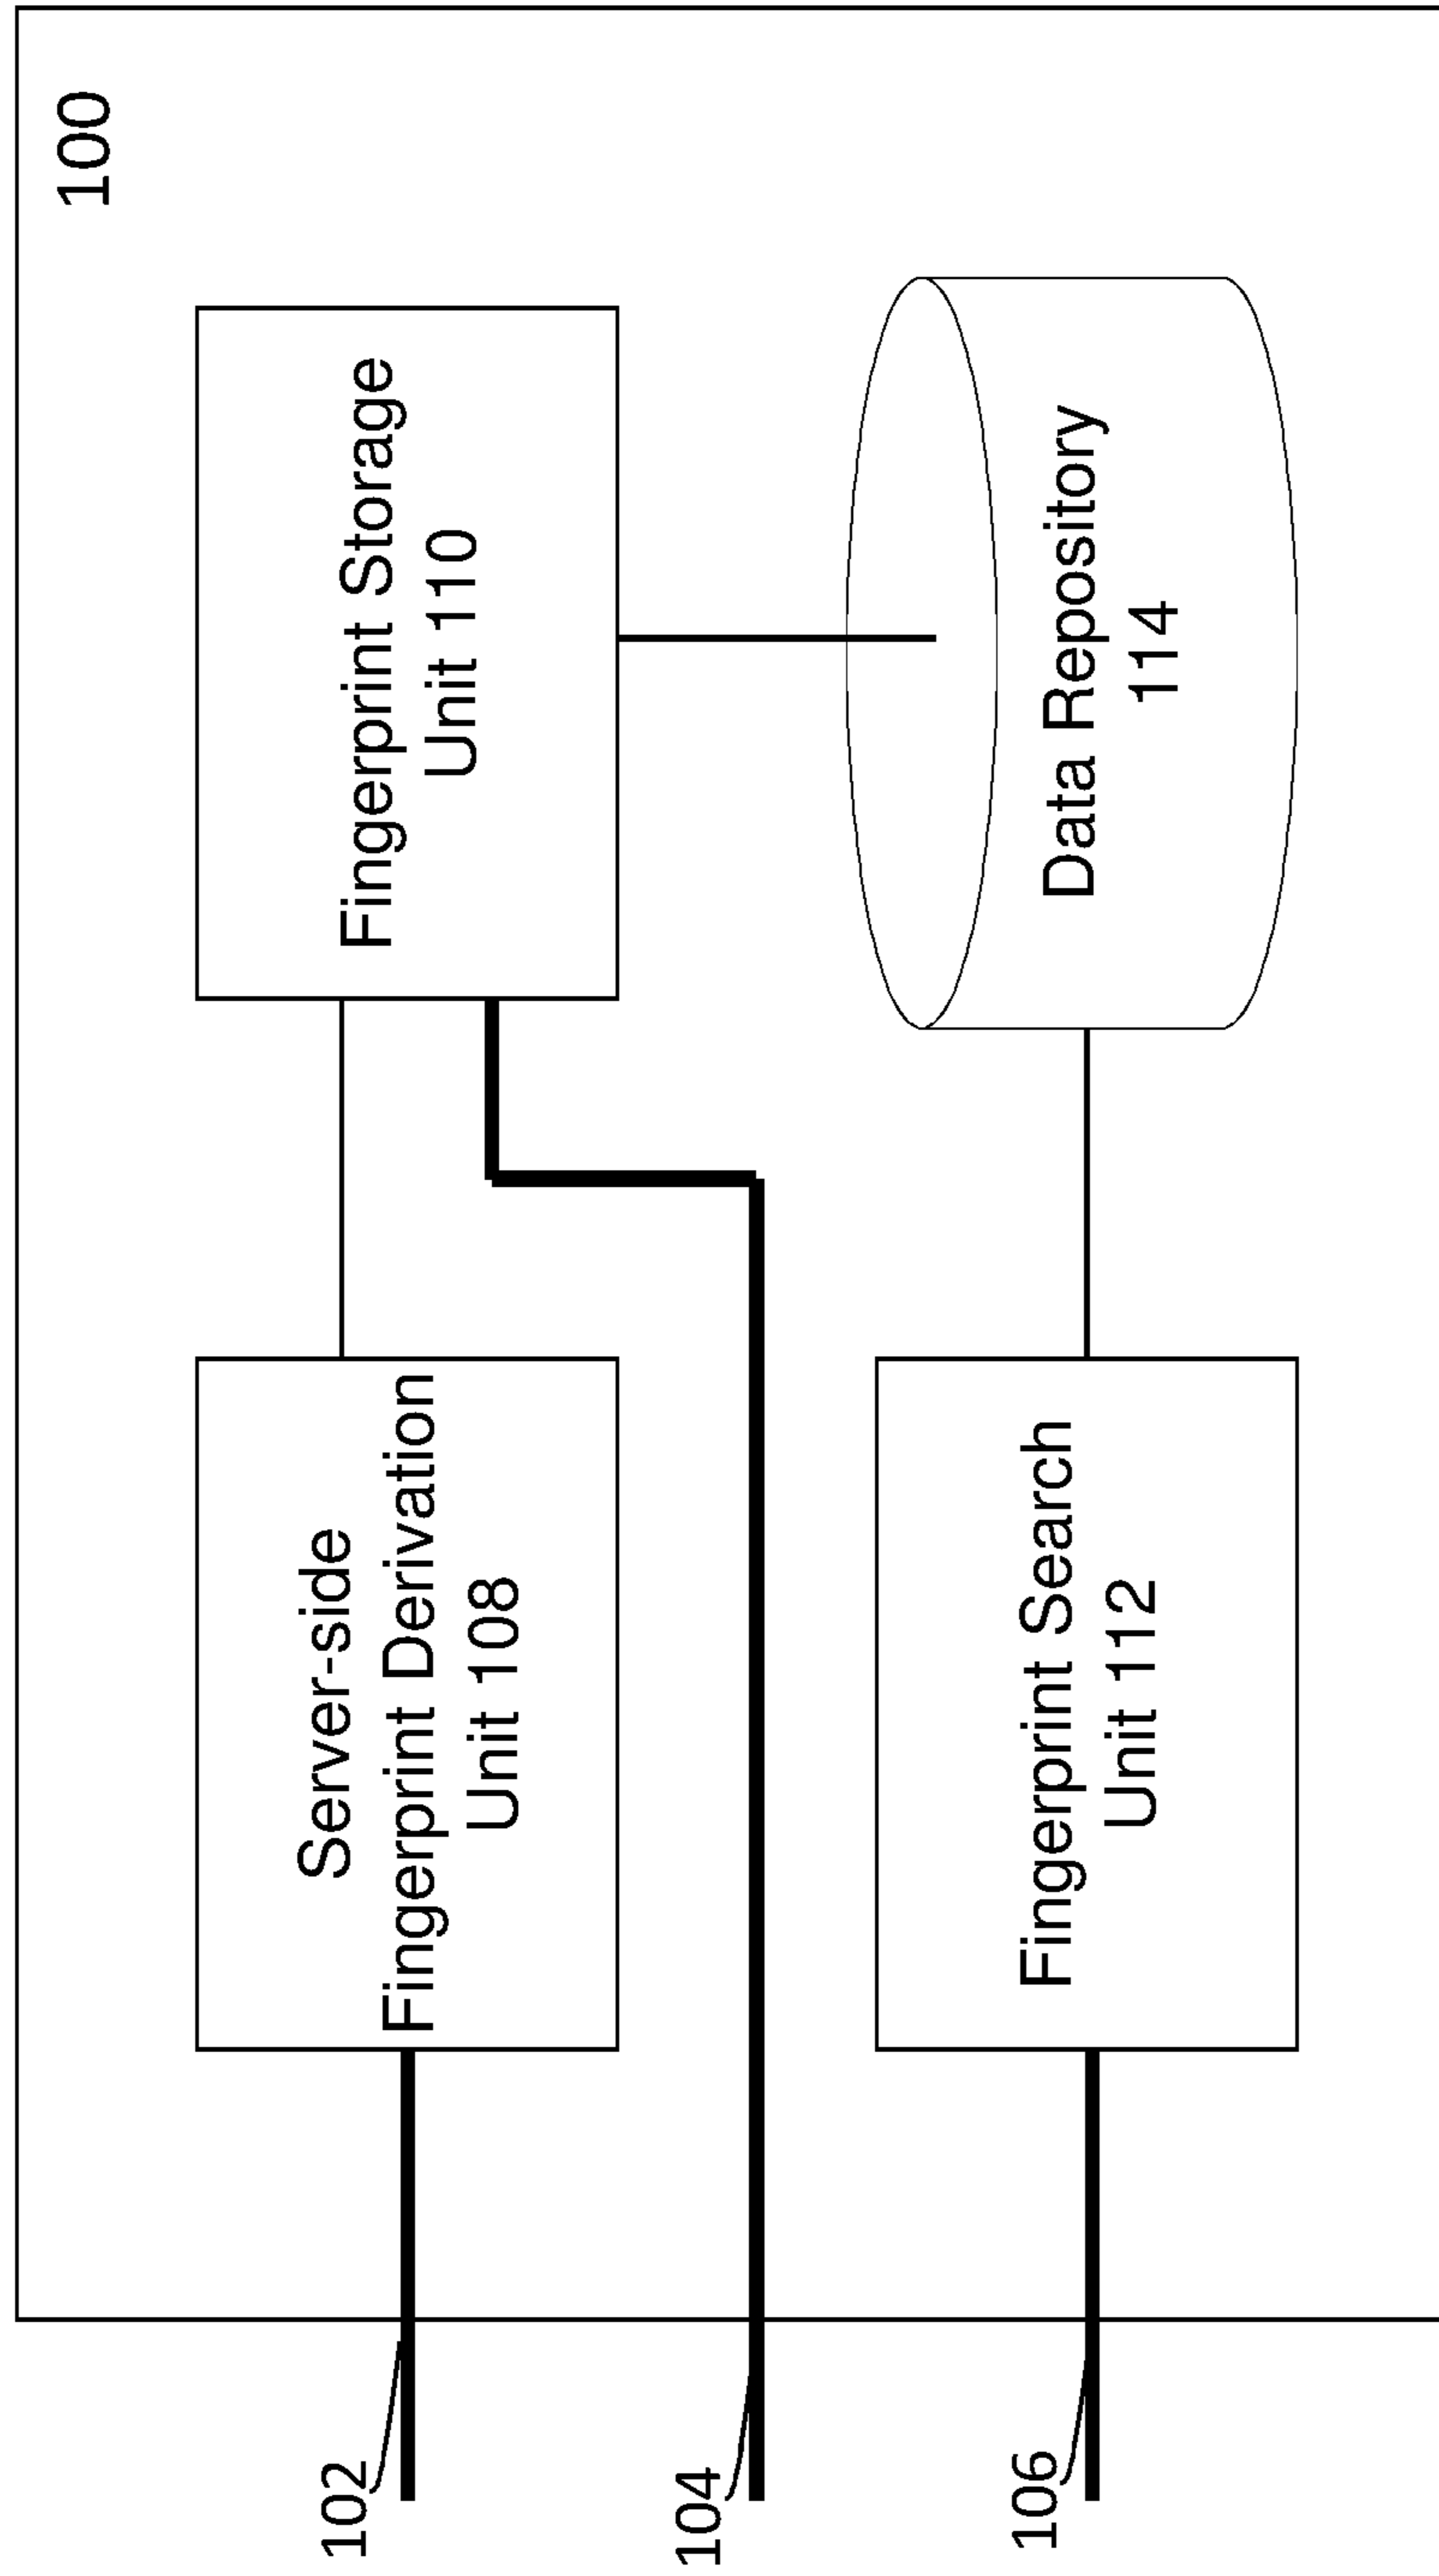 100
102
Server-side
Fingerprint Derivation
Unit 108
Fingerprint Storage
Unit 110
104
106
Fingerprint Search
Unit 112
Data Repository
114